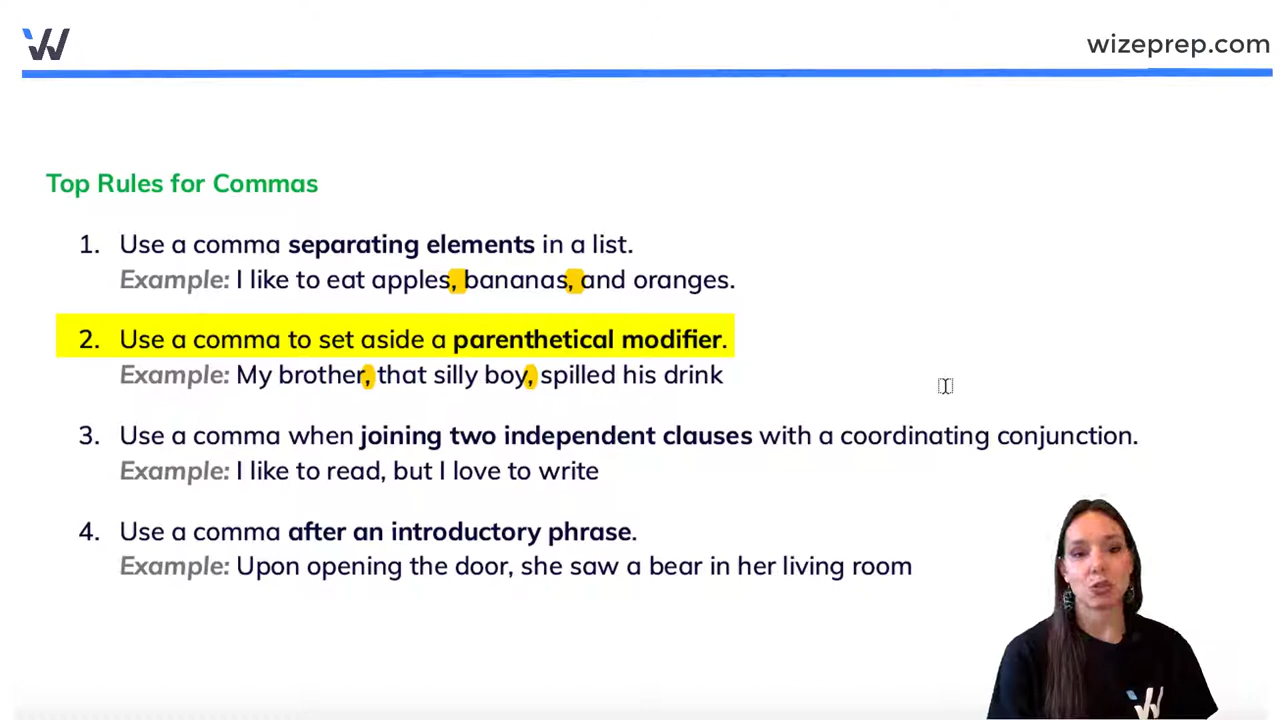 wizeprep.com
Top Rules for Commas
1. Use a comma separating elements in a list.
Example: I like to eat apples, bananas, and oranges.
2. Use a comma to set aside a parenthetical modifier.
Example: My brother, that silly boy, spilled his drink
3. Use a comma when joining two independent clauses with a coordinating conjunction.
Example: I like to read, but I love to write
4. Use a comma after an introductory phrase.
Example: Upon opening the door, she saw a bear in her living room